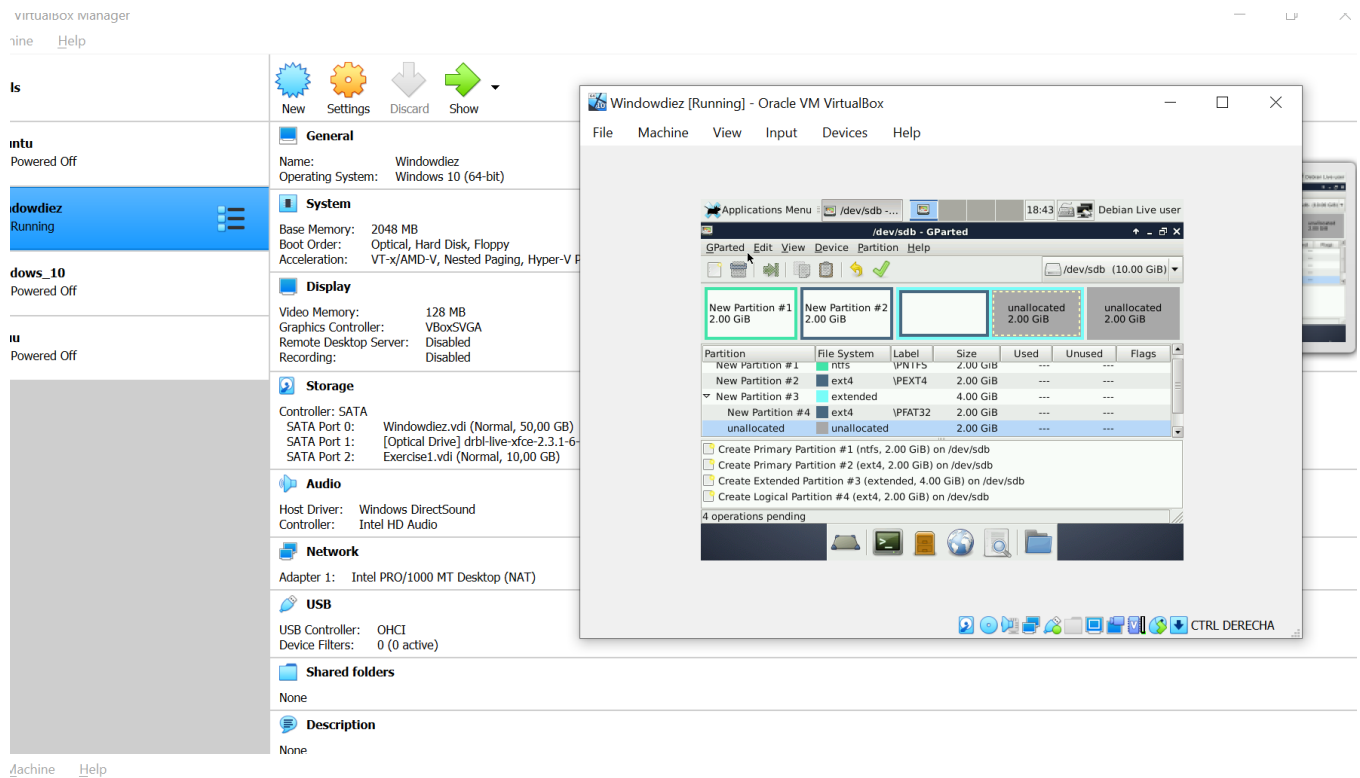 VirtualBox Manager
Help
New Settings Discard Show
Powered Off
Running
Powered Off
Powered Off
General
Name: Windowdiez
Operating System: Windows 10 (64-bit)
System
Base Memory: 2048 MB
Boot Order: Optical, Hard Disk, Floppy
Acceleration: VT-x/AMD-V, Nested Paging, Hyper-V P
Display
Video Memory: 128 MB
Graphics Controller: VBoxSVGA
Remote Desktop Server: Disabled
Recording: Disabled
Storage
Controller: SATA
SATA Port 0: Windowdiez.vdi (Normal, 50,00 GB)
SATA Port 1: [Optical Drive] drbl-live-xfce-2.3.1-6-
SATA Port 2: Exercise1.vdi (Normal, 10,00 GB)
Audio
Host Driver: Windows DirectSound
Controller: Intel HD Audio
Network
Adapter 1: Intel PRO/1000 MT Desktop (NAT)
USB
USB Controller: OHCI
Device Filters: 0 (0 active)
Shared folders
None
Description
None
Machine Help
Windowdiez [Running] - Oracle VM VirtualBox
File Machine View Input Devices Help
Applications Menu /dev/sdb -... 18:43 Debian Live user
/dev/sdb - GParted
GParted Edit View Device Partition Help
/dev/sdb (10.00 GiB)
New Partition #1
2.00 GiB
New Partition #2
2.00 GiB
unallocated
2.00 GiB
unallocated
2.00 GiB
Partition File System Label Size Used Unused Flags
New Partition #1 ntfs \PNTFS 2.00 GiB --- ---
New Partition #2 ext4 \PEXT4 2.00 GiB --- ---
New Partition #3 extended 4.00 GiB --- ---
New Partition #4 ext4 \PFAT32 2.00 GiB --- ---
unallocated unallocated 2.00 GiB --- ---
Create Primary Partition #1 (ntfs, 2.00 GiB) on /dev/sdb
Create Primary Partition #2 (ext4, 2.00 GiB) on /dev/sdb
Create Extended Partition #3 (extended, 4.00 GiB) on /dev/sdb
Create Logical Partition #4 (ext4, 2.00 GiB) on /dev/sdb
4 operations pending
CTRL DERECHA